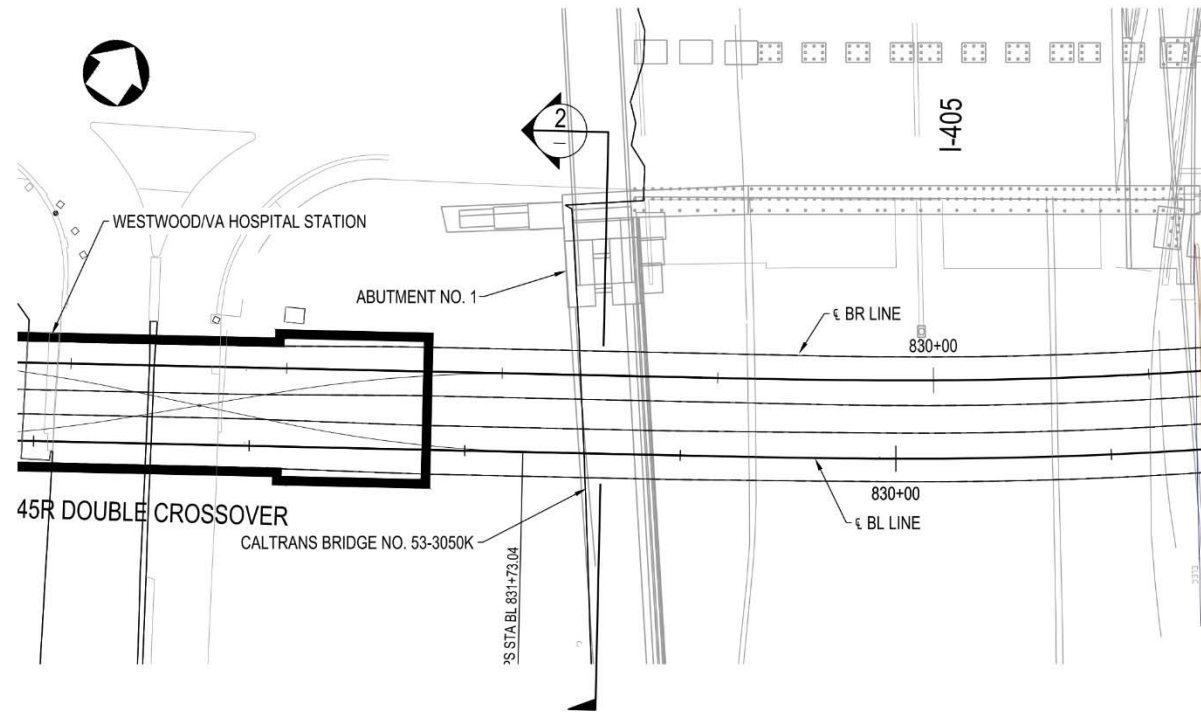 2
–
I-405
WESTWOOD/VA HOSPITAL STATION
ABUTMENT NO. 1
℄ BR LINE
830+00
830+00
℄ BL LINE
45R DOUBLE CROSSOVER
CALTRANS BRIDGE NO. 53-3050K
PS STA BL 831+73.04
ELEC